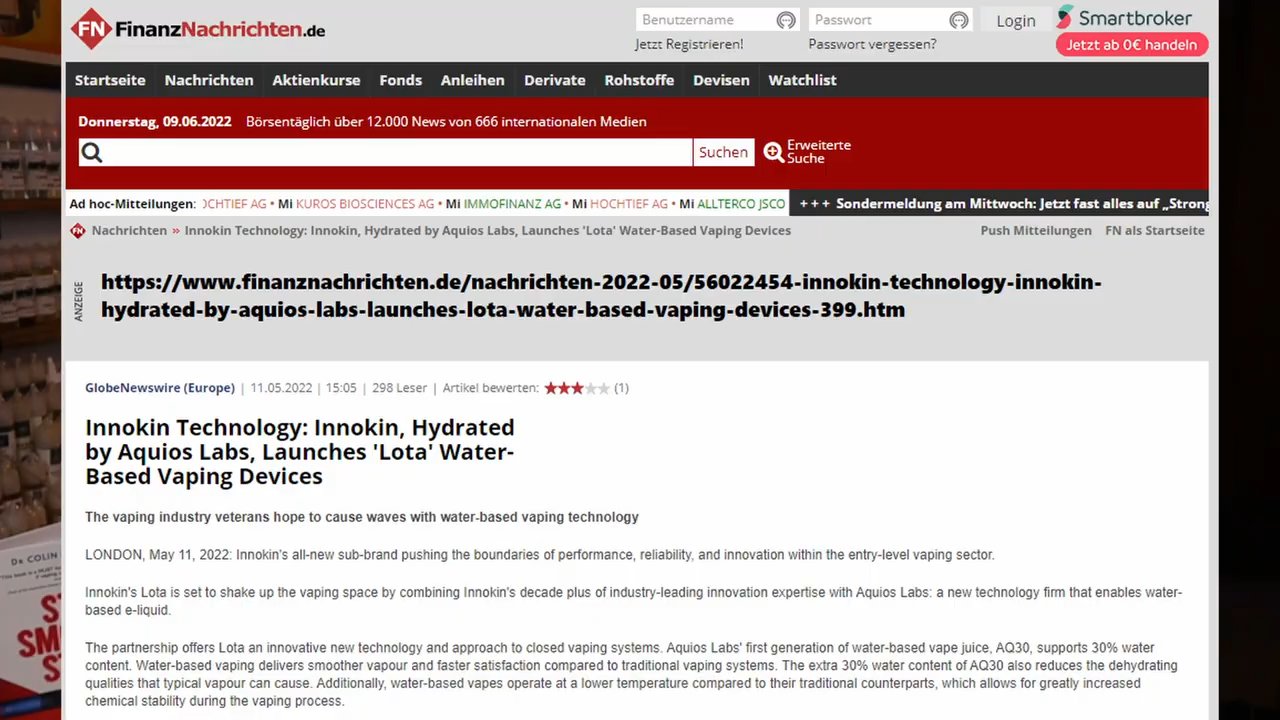 FN FinanzNachrichten.de
Benutzername
Passwort
Login
Smartbroker
Jetzt Registrieren!
Passwort vergessen?
Jetzt ab 0€ handeln
Startseite Nachrichten Aktienkurse Fonds Anleihen Derivate Rohstoffe Devisen Watchlist
Donnerstag, 09.06.2022 Börsentäglich über 12.000 News von 666 internationalen Medien
Suchen
Erweiterte
Suche
Ad hoc-Mitteilungen: OCHTIEF AG • Mi KUROS BIOSCIENCES AG • Mi IMMOFINANZ AG • Mi HOCHTIEF AG • Mi ALLTERCO JSCO
+++ Sondermeldung am Mittwoch: Jetzt fast alles auf „Strong
FN Nachrichten » Innokin Technology: Innokin, Hydrated by Aquios Labs, Launches 'Lota' Water-Based Vaping Devices
Push Mitteilungen FN als Startseite
ANZEIGE
https://www.finanznachrichten.de/nachrichten-2022-05/56022454-innokin-technology-innokin-
hydrated-by-aquios-labs-launches-lota-water-based-vaping-devices-399.htm
GlobeNewswire (Europe) | 11.05.2022 | 15:05 | 298 Leser | Artikel bewerten: (1)
Innokin Technology: Innokin, Hydrated
by Aquios Labs, Launches 'Lota' Water-
Based Vaping Devices
The vaping industry veterans hope to cause waves with water-based vaping technology
LONDON, May 11, 2022: Innokin's all-new sub-brand pushing the boundaries of performance, reliability, and innovation within the entry-level vaping sector.
Innokin's Lota is set to shake up the vaping space by combining Innokin's decade plus of industry-leading innovation expertise with Aquios Labs: a new technology firm that enables water-
based e-liquid.
The partnership offers Lota an innovative new technology and approach to closed vaping systems. Aquios Labs' first generation of water-based vape juice, AQ30, supports 30% water
content. Water-based vaping delivers smoother vapour and faster satisfaction compared to traditional vaping systems. The extra 30% water content of AQ30 also reduces the dehydrating
qualities that typical vapour can cause. Additionally, water-based vapes operate at a lower temperature compared to their traditional counterparts, which allows for greatly increased
chemical stability during the vaping process.
DR COLIN